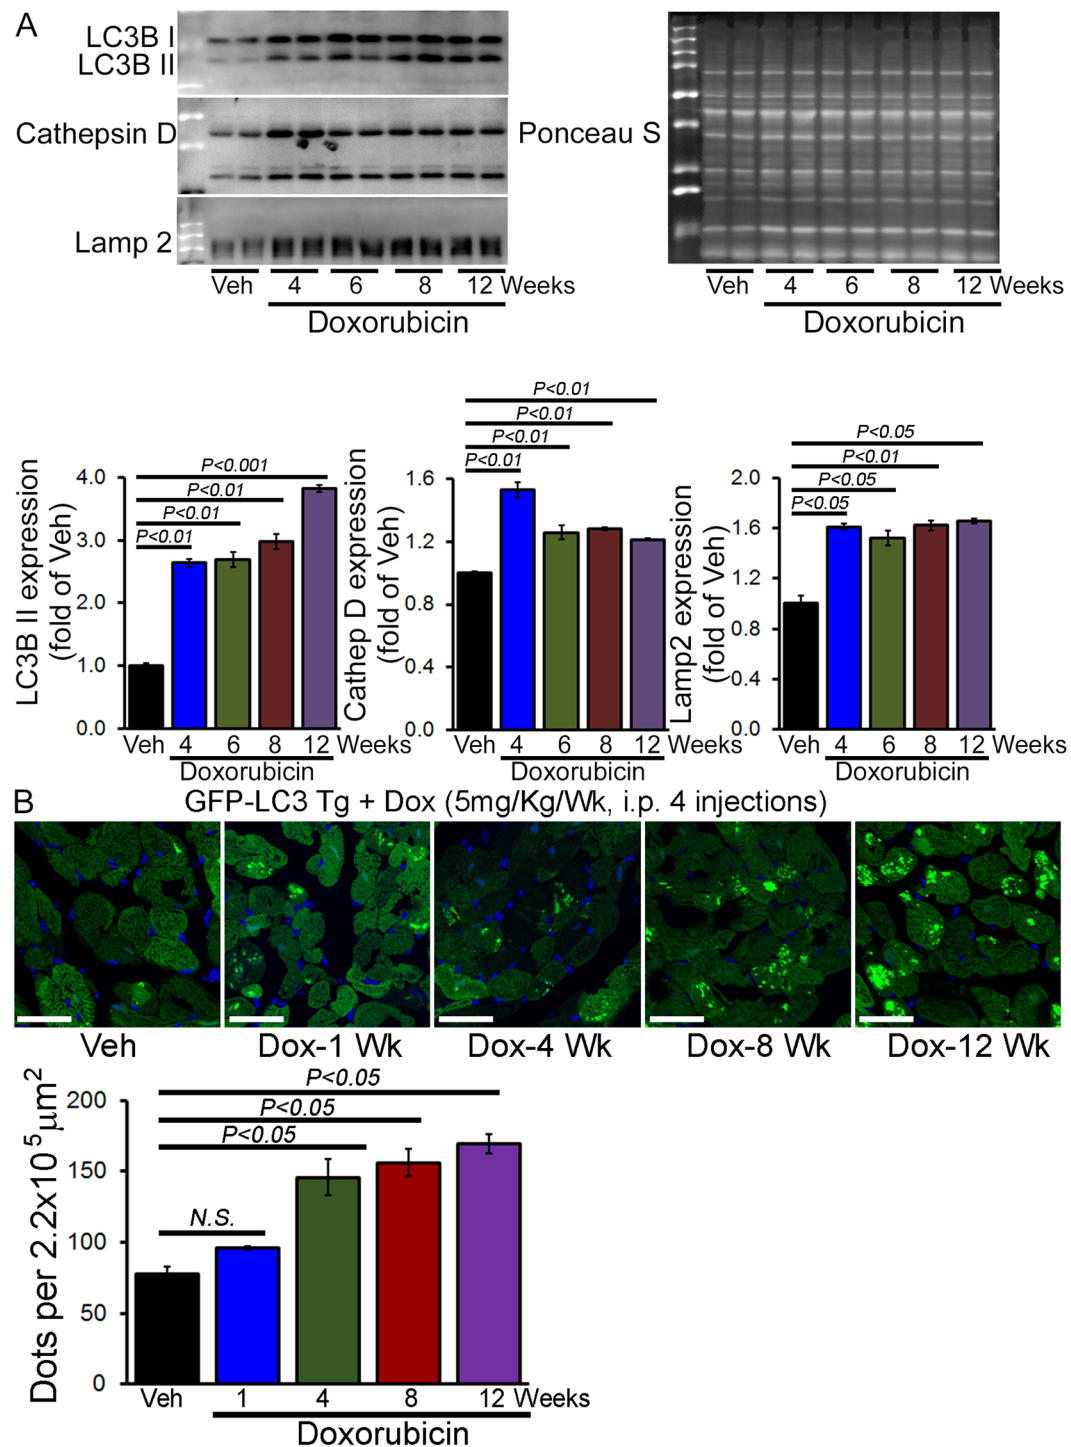 A
LC3B I
LC3B II
Cathepsin D
Lamp 2
Veh 4 6 8 12 Weeks
Doxorubicin
Ponceau S
Veh 4 6 8 12 Weeks
Doxorubicin
LC3B II expression
(fold of Veh)
4.0
3.0
2.0
1.0
0.0
P<0.001
P<0.01
P<0.01
P<0.01
Veh 4 6 8 12 Weeks
Doxorubicin
Cathep D expression
(fold of Veh)
1.6
1.2
0.8
0.4
0.0
P<0.01
P<0.01
P<0.01
P<0.01
Veh 4 6 8 12 Weeks
Doxorubicin
Lamp2 expression
(fold of Veh)
2.0
1.6
1.2
0.8
0.4
0.0
P<0.05
P<0.01
P<0.05
P<0.05
Veh 4 6 8 12 Weeks
Doxorubicin
B
GFP-LC3 Tg + Dox (5mg/Kg/Wk, i.p. 4 injections)
Veh Dox-1 Wk Dox-4 Wk Dox-8 Wk Dox-12 Wk
Dots per 2.2x10⁵μm²
200
150
100
50
0
P<0.05
P<0.05
P<0.05
N.S.
Veh 1 4 8 12 Weeks
Doxorubicin